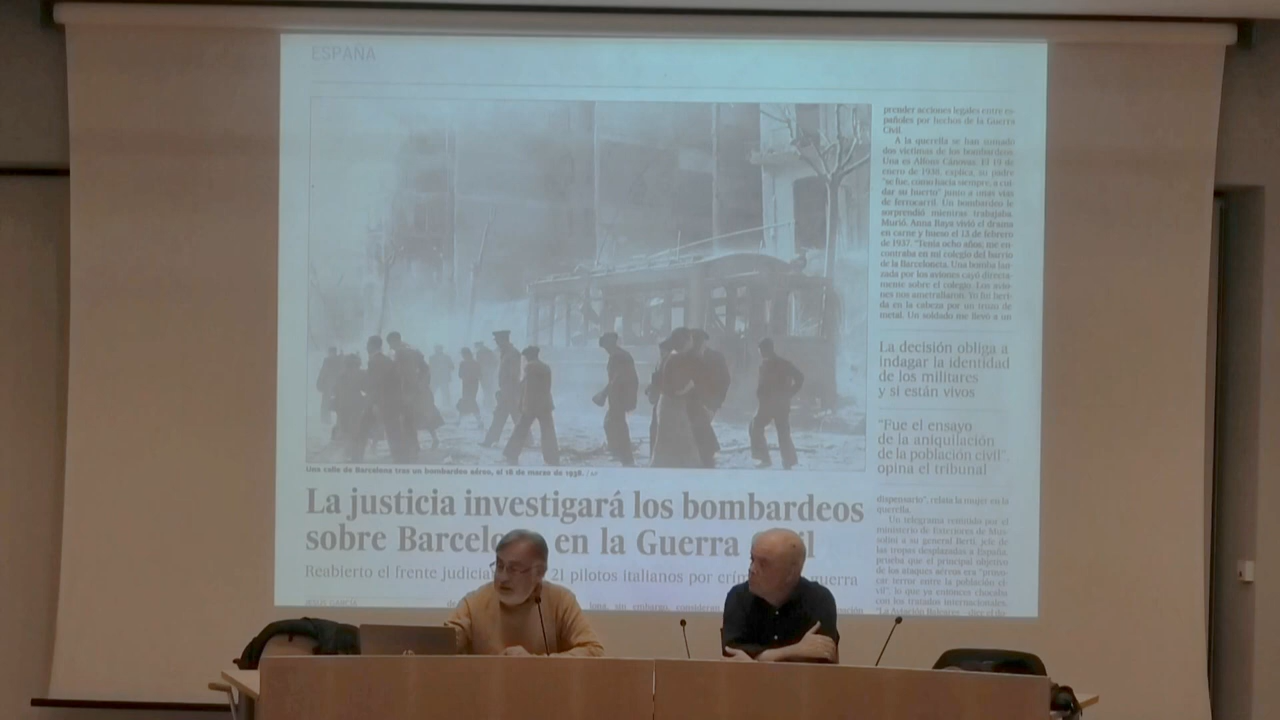 ESPAÑA
Una calle de Barcelona tras un bombardeo aéreo, el 18 de marzo de 1938. / AP
La justicia investigará los bombardeos
sobre Barcelo en la Guerra il
Reabierto el frente judicia 21 pilotos italianos por crím guerra
JESÚS GARCÍA
prender acciones legales entre es-
pañoles por hechos de la Guerra
Civil.
A la querella se han sumado
dos víctimas de los bombardeos.
Una es Alfons Cánovas. El 19 de
enero de 1938, explica, su padre
"se fue, como hacía siempre, a cui-
dar su huerto" junto a unas vías
de ferrocarril. Un bombardeo le
sorprendió mientras trabajaba.
Murió. Anna Raya vivió el drama
en carne y hueso el 13 de febrero
de 1937. "Tenía ocho años, me en-
contraba en mi colegio del barrio
de la Barceloneta. Una bomba lan-
zada por los aviones cayó directa-
mente sobre el colegio. Los avio-
nes nos ametrallaron. Yo fui heri-
da en la cabeza por un trozo de
metal. Un soldado me llevó a un
La decisión obliga a
indagar la identidad
de los militares
y si están vivos
"Fue el ensayo
de la aniquilación
de la población civil",
opina el tribunal
dispensario", relata la mujer en la
querella.
Un telegrama remitido por el
ministerio de Exteriores de Mus-
solini a su general Berti, jefe de
las tropas desplazadas a España,
prueba que el principal objetivo
de los ataques aéreos era "provo-
car terror entre la población ci-
vil", lo que ya entonces chocaba
con los tratados internacionales.